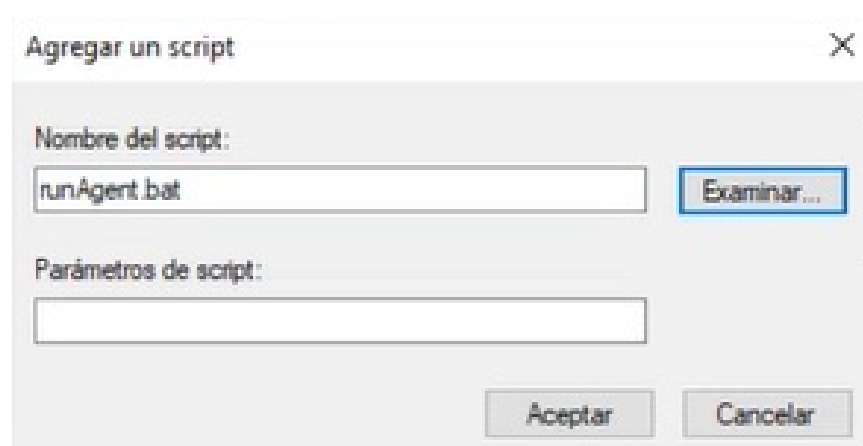 Agregar un script
Nombre del script:
runAgent.bat
Examinar...
Parámetros de script:
Aceptar
Cancelar